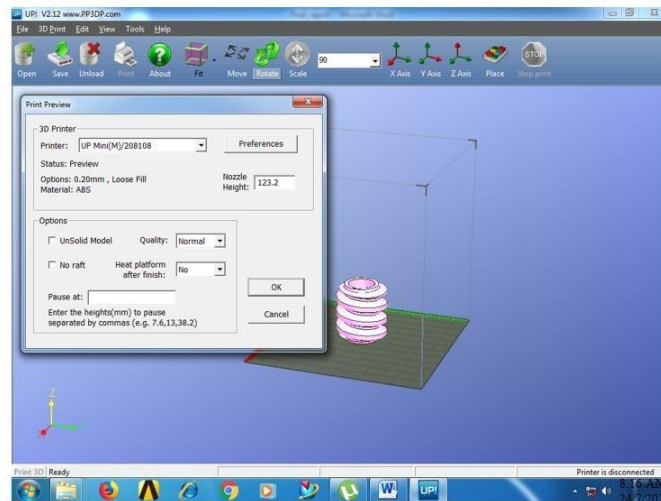 UP! V2.12 www.PP3DP.com
File 3D Print Edit View Tools Help
Open Save Unload Print About Fit Move Rotate Scale 90 X Axis Y Axis Z Axis Place Stop print
STOP
Print Preview
3D Printer
Printer: UP Mini(M)/208108 Preferences
Status: Preview
Options: 0.20mm , Loose Fill
Material: ABS
Nozzle
Height: 123.2
Options
UnSolid Model Quality: Normal
No raft Heat platform
after finish: No
Pause at:
OK
Enter the heights(mm) to pause
separated by commas (e.g. 7.6,13,38.2)
Cancel
Z
Print 3D Ready Printer is disconnected
UP!
8:16 AM